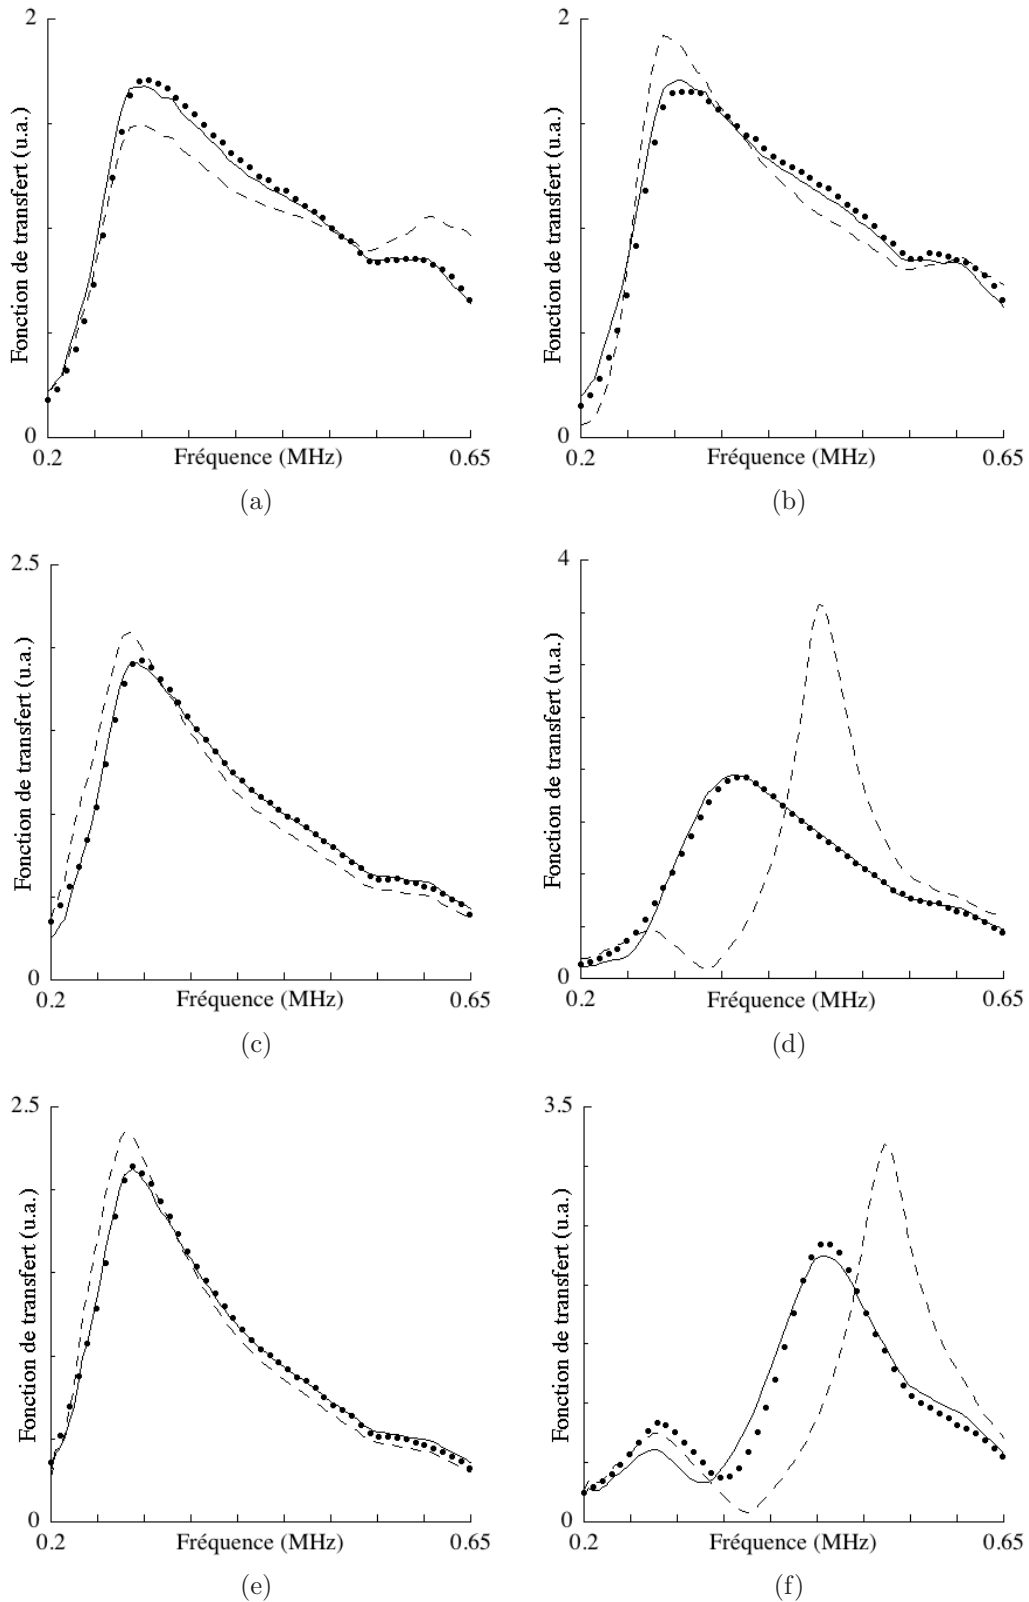 2
Fonction de transfert (u.a.)
0
0.2
Fréquence (MHz)
0.65
(a)
2
Fonction de transfert (u.a.)
0
0.2
Fréquence (MHz)
0.65
(b)
2.5
Fonction de transfert (u.a.)
0
0.2
Fréquence (MHz)
0.65
(c)
4
Fonction de transfert (u.a.)
0
0.2
Fréquence (MHz)
0.65
(d)
2.5
Fonction de transfert (u.a.)
0
0.2
Fréquence (MHz)
0.65
(e)
3.5
Fonction de transfert (u.a.)
0
0.2
Fréquence (MHz)
0.65
(f)